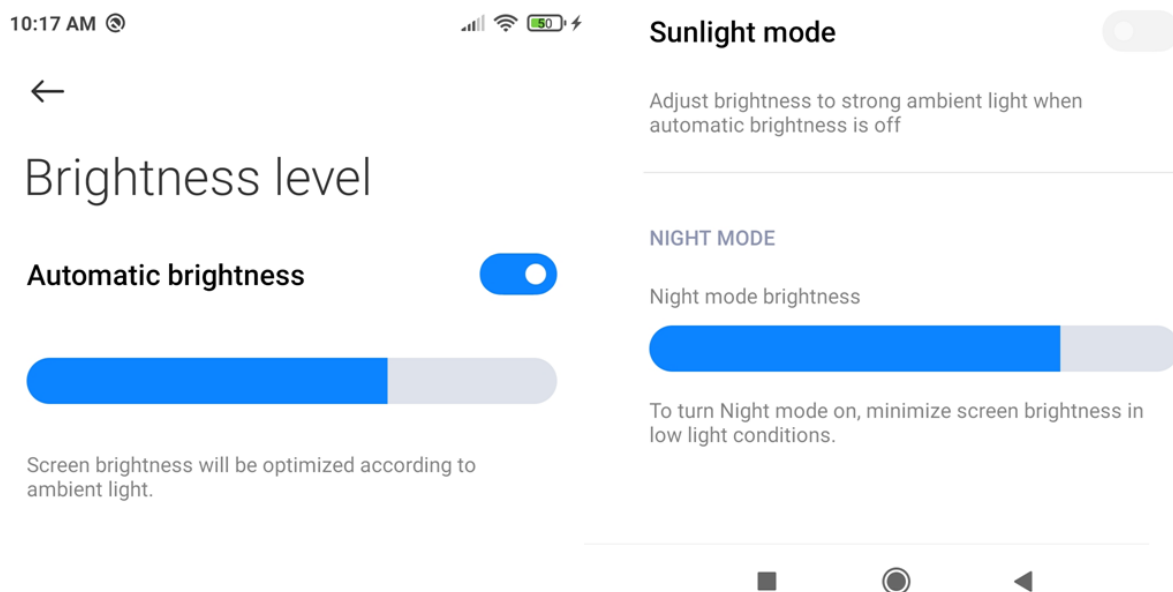 10:17 AM
50
Brightness level
Automatic brightness
Screen brightness will be optimized according to
ambient light.
Sunlight mode
Adjust brightness to strong ambient light when
automatic brightness is off
NIGHT MODE
Night mode brightness
To turn Night mode on, minimize screen brightness in
low light conditions.